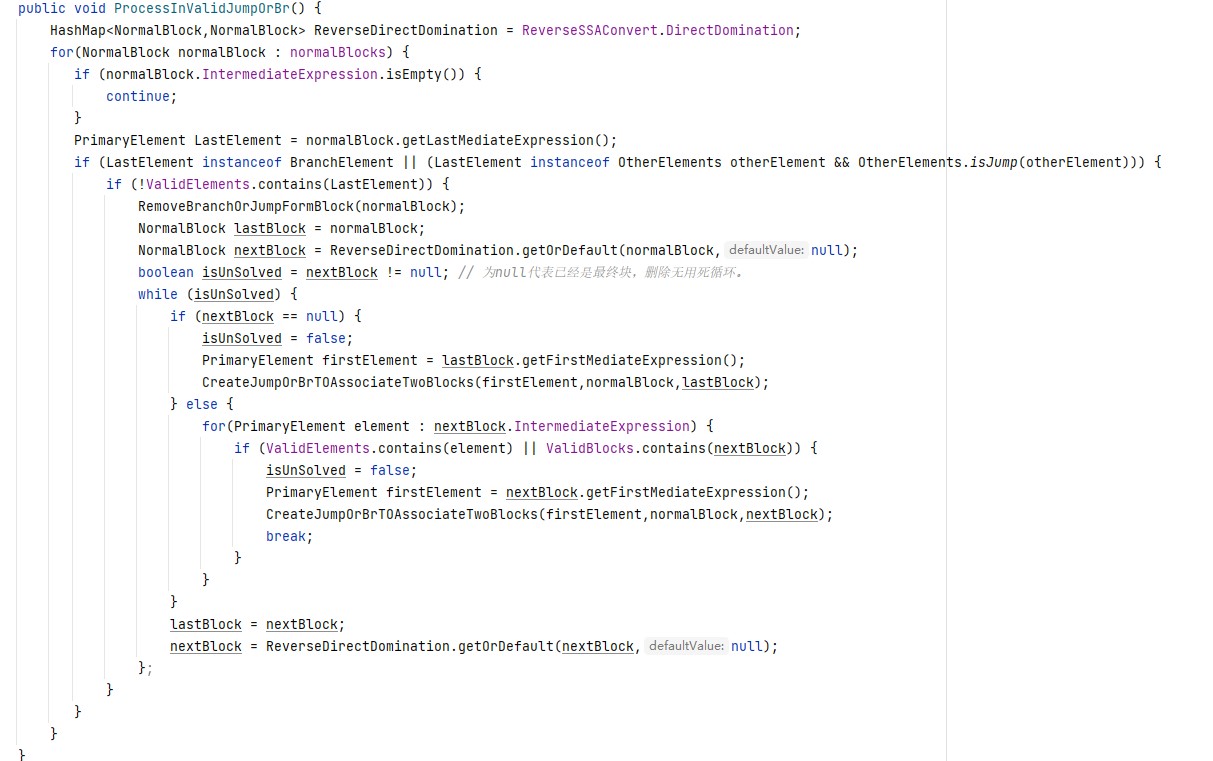 public void ProcessInValidJumpOrBr() {
    HashMap<NormalBlock,NormalBlock> ReverseDirectDomination = ReverseSSAConvert.DirectDomination;
    for(NormalBlock normalBlock : normalBlocks) {
        if (normalBlock.IntermediateExpression.isEmpty()) {
            continue;
        }
        PrimaryElement LastElement = normalBlock.getLastMediateExpression();
        if (LastElement instanceof BranchElement || (LastElement instanceof OtherElements otherElement && OtherElements.isJump(otherElement))) {
            if (!ValidElements.contains(LastElement)) {
                RemoveBranchOrJumpFormBlock(normalBlock);
                NormalBlock lastBlock = normalBlock;
                NormalBlock nextBlock = ReverseDirectDomination.getOrDefault(normalBlock, defaultValue: null);
                boolean isUnSolved = nextBlock != null; // 为null代表已经是最终块，删除无用死循环.
                while (isUnSolved) {
                    if (nextBlock == null) {
                        isUnSolved = false;
                        PrimaryElement firstElement = lastBlock.getFirstMediateExpression();
                        CreateJumpOrBrTOAssociateTwoBlocks(firstElement,normalBlock,lastBlock);
                    } else {
                        for(PrimaryElement element : nextBlock.IntermediateExpression) {
                            if (ValidElements.contains(element) || ValidBlocks.contains(nextBlock)) {
                                isUnSolved = false;
                                PrimaryElement firstElement = nextBlock.getFirstMediateExpression();
                                CreateJumpOrBrTOAssociateTwoBlocks(firstElement,normalBlock,nextBlock);
                                break;
                            }
                        }
                    }
                    lastBlock = nextBlock;
                    nextBlock = ReverseDirectDomination.getOrDefault(nextBlock, defaultValue: null);
                };
            }
        }
    }
}